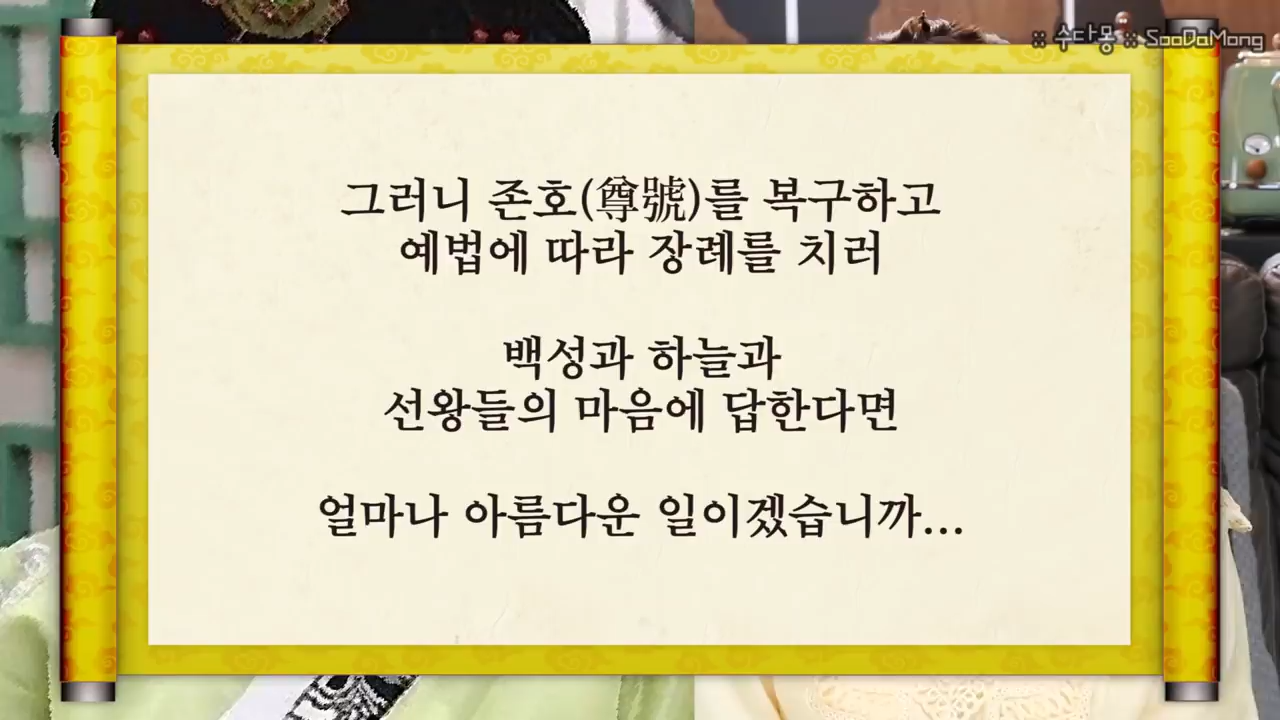 :: 수다몽 :: SooDaMong
그러니 존호(尊號)를 복구하고
예법에 따라 장례를 치러
백성과 하늘과
선왕들의 마음에 답한다면
얼마나 아름다운 일이겠습니까...